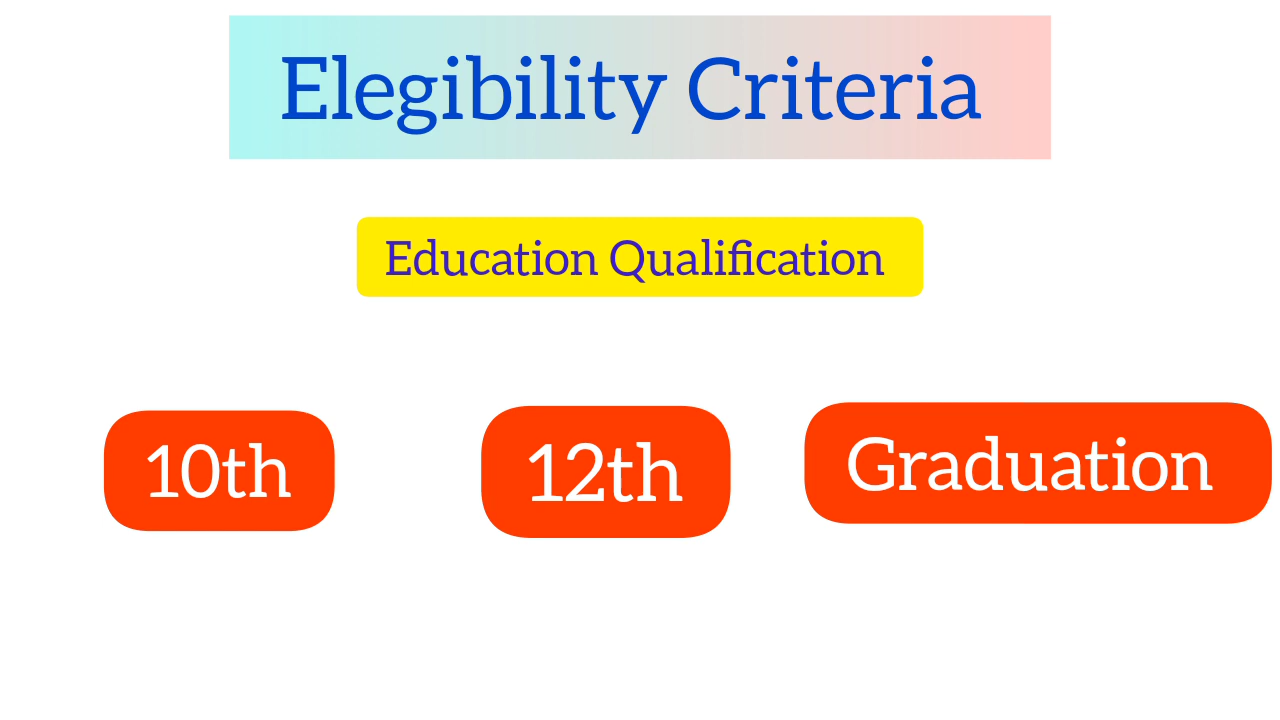 Elegibility Criteria
Education Qualification
10th
12th
Graduation